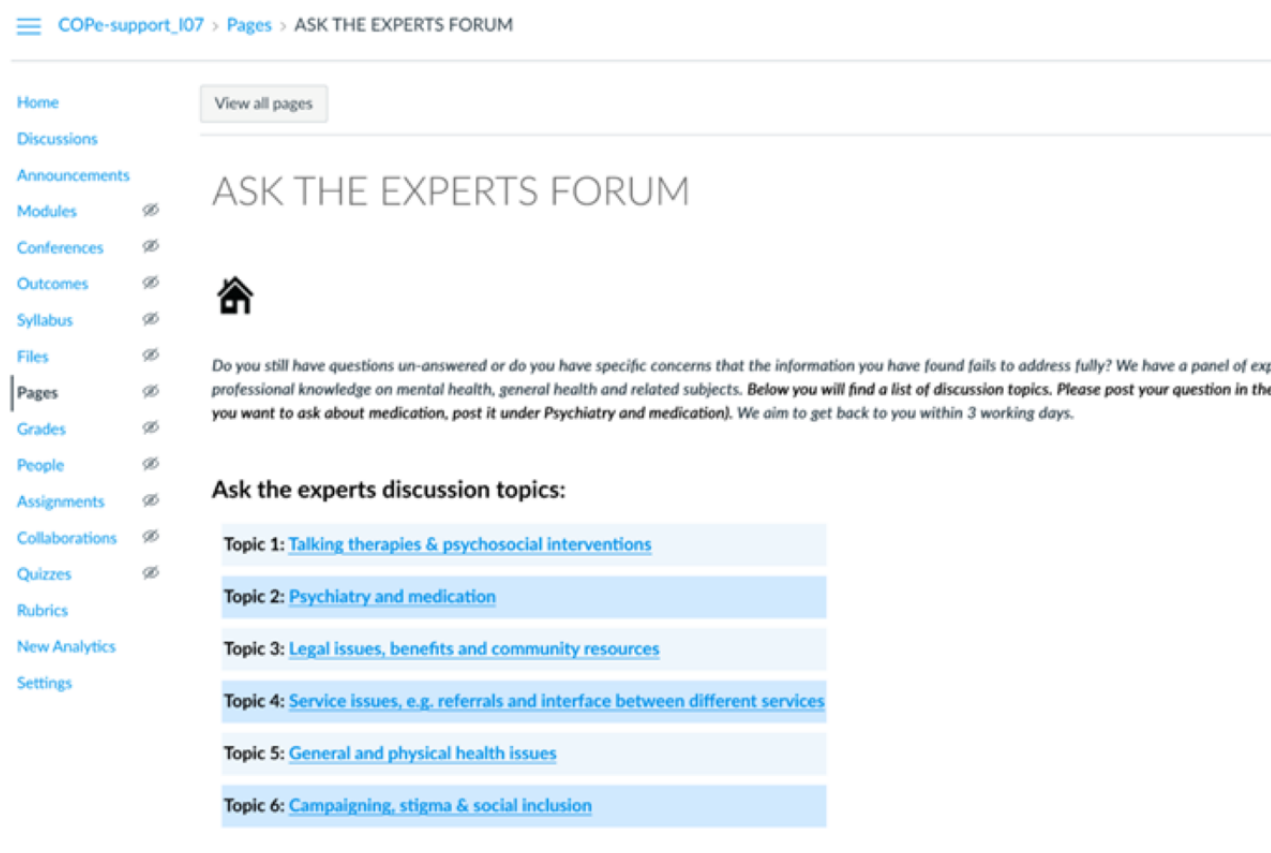 COPe-support_I07 > Pages > ASK THE EXPERTS FORUM
View all pages
Home
Discussions
Announcements
Modules
Conferences
Outcomes
Syllabus
Files
Pages
Grades
People
Assignments
Collaborations
Quizzes
Rubrics
New Analytics
Settings
ASK THE EXPERTS FORUM
Do you still have questions un-answered or do you have specific concerns that the information you have found fails to address fully? We have a panel of exp
professional knowledge on mental health, general health and related subjects. Below you will find a list of discussion topics. Please post your question in the
you want to ask about medication, post it under Psychiatry and medication). We aim to get back to you within 3 working days.
Ask the experts discussion topics:
Topic 1: Talking therapies & psychosocial interventions
Topic 2: Psychiatry and medication
Topic 3: Legal issues, benefits and community resources
Topic 4: Service issues, e.g. referrals and interface between different services
Topic 5: General and physical health issues
Topic 6: Campaigning, stigma & social inclusion